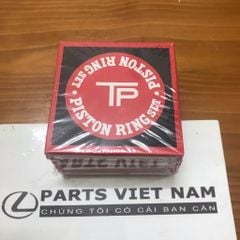 PISTON RING SET
TP
PISTON RING SET
PARTS VIET NAM
CHÚNG TÔI CÓ CÁI BẠN CẦN